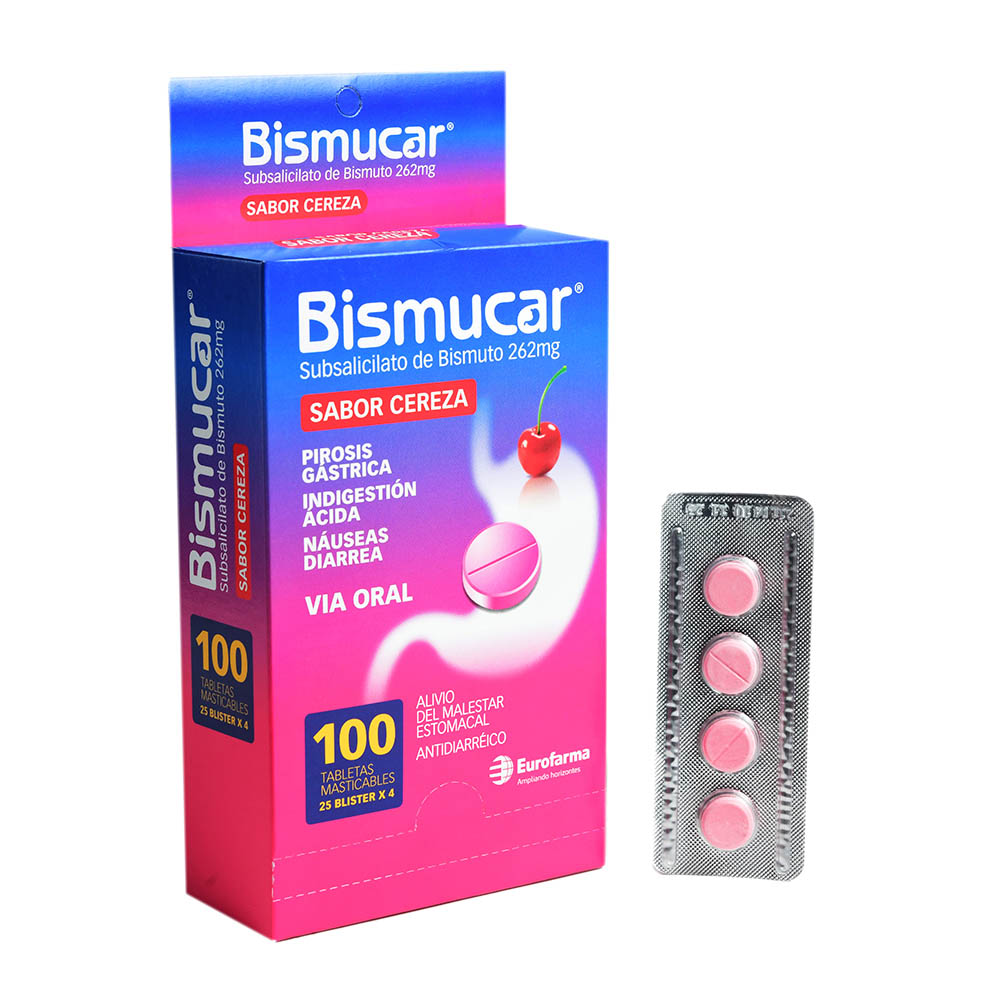 Bismucar®
Subsalicilato de Bismuto 262mg
SABOR CEREZA
SABOR CEREZA
Bismucar®
Subsalicilato de Bismuto 262mg
SABOR CEREZA
PIROSIS
GÁSTRICA
INDIGESTIÓN
ÁCIDA
NÁUSEAS
DIARREA
VIA ORAL
100
TABLETAS
MASTICABLES
25 BLISTER X 4
ALIVIO
DEL MALESTAR
ESTOMACAL
ANTIDIARRÉICO
Eurofarma
Ampliando horizontes
Bismucar®
Subsalicilato de Bismuto 262mg
SABOR CEREZA
100
TABLETAS
MASTICABLES
25 BLISTER X 4